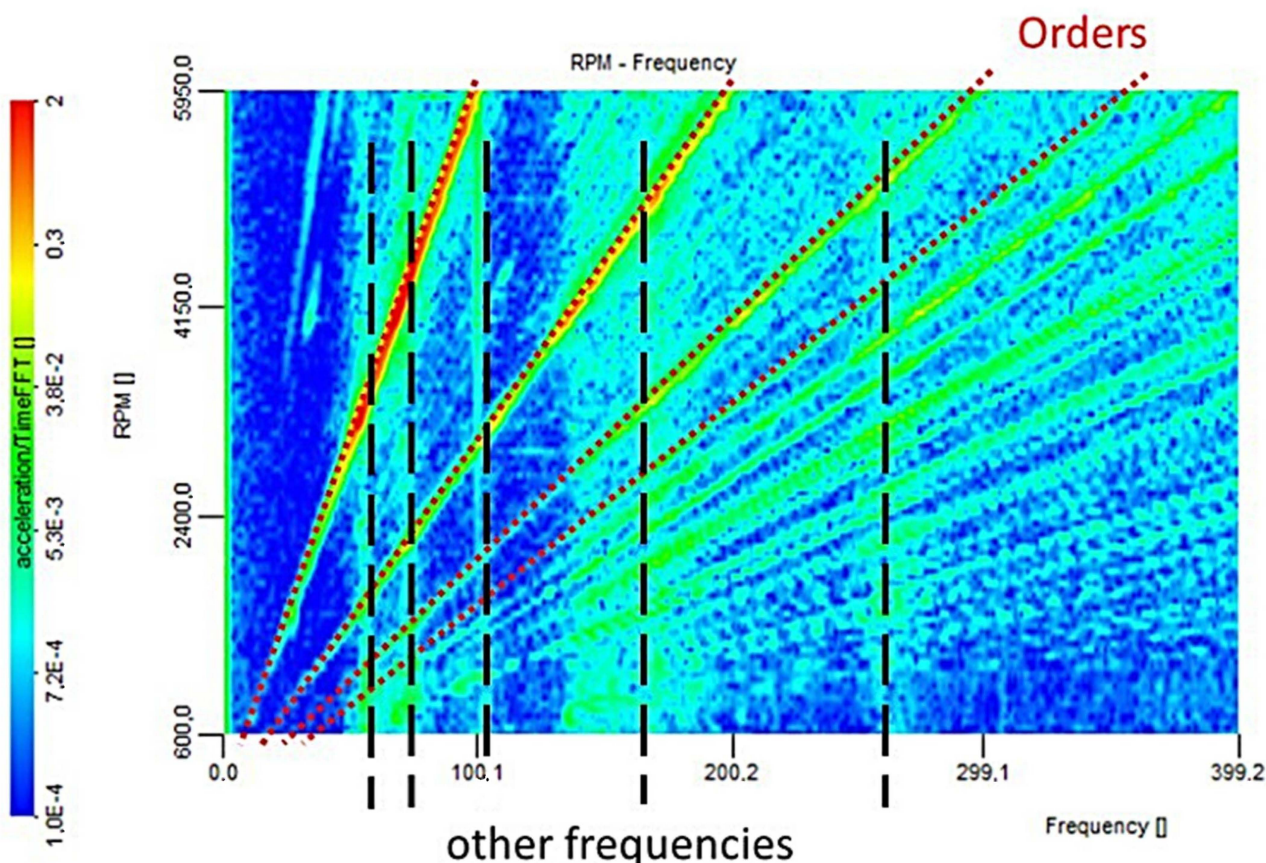 Orders
RPM - Frequency
5950.0
4150.0
2400.0
600.0
RPM []
2
0.3
3.8E-2
5.3E-3
7.2E-4
1.0E-4
acceleration/TimeFFT []
0.0
100.1
200.2
299.1
399.2
Frequency []
other frequencies